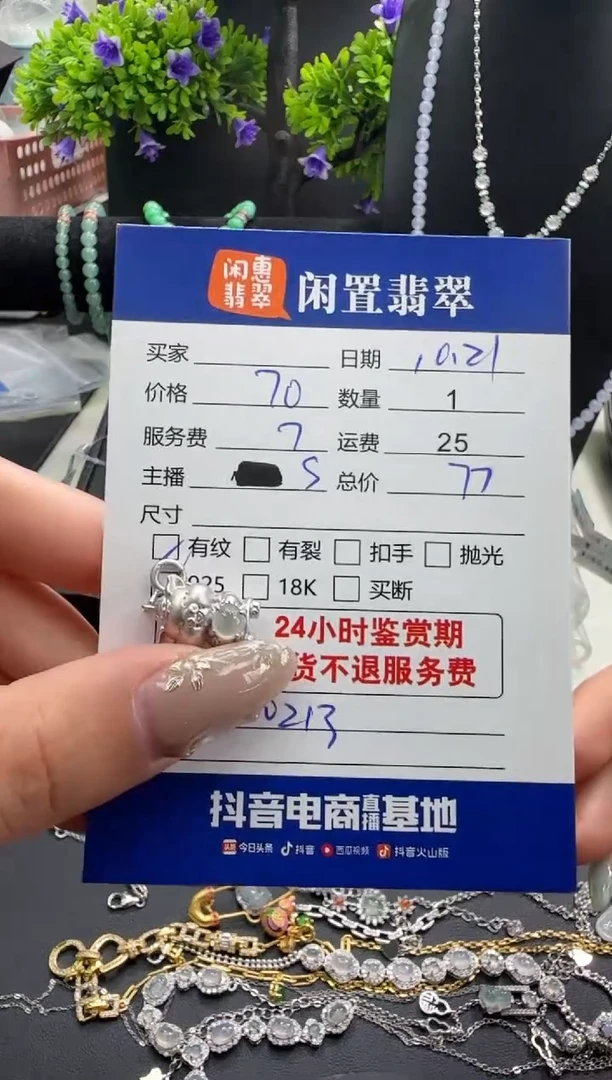 闲惠翡翠 闲置翡翠
买家 日期 10.21
价格 70 数量 1
服务费 7 运费 25
主播 S 总价 77
尺寸
有纹 有裂 扣手 抛光
925 18K 买断
24小时鉴赏期
货不退服务费
0213
抖音电商直播基地
头条 今日头条 抖音 西瓜视频 抖音火山版